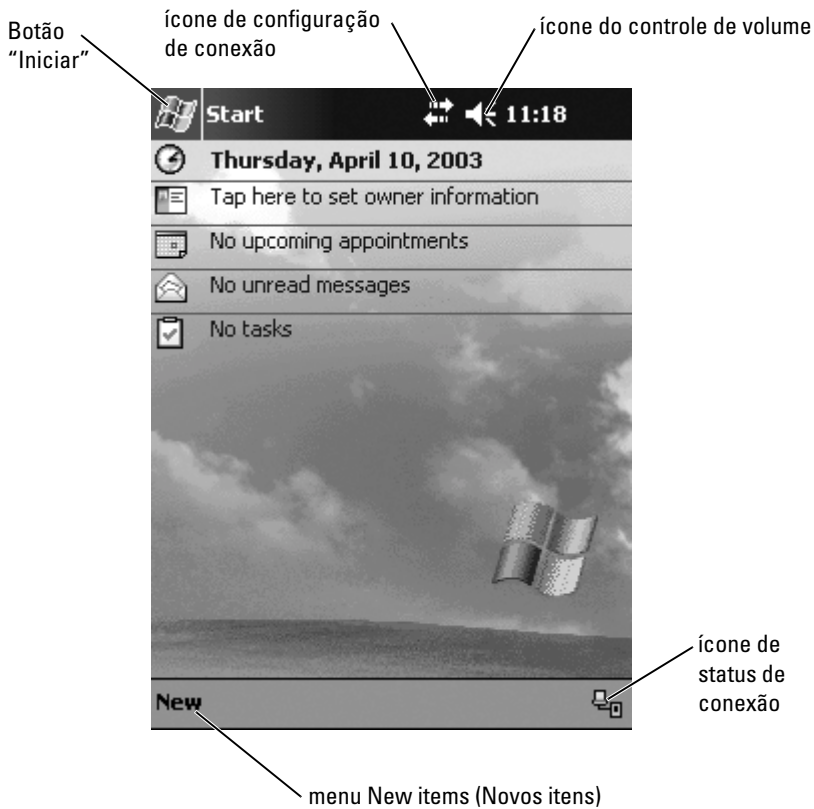 Botão
“Iniciar”
ícone de configuração
de conexão
ícone do controle de volume
Start
11:18
Thursday, April 10, 2003
Tap here to set owner information
No upcoming appointments
No unread messages
No tasks
ícone de
status de
conexão
New
menu New items (Novos itens)